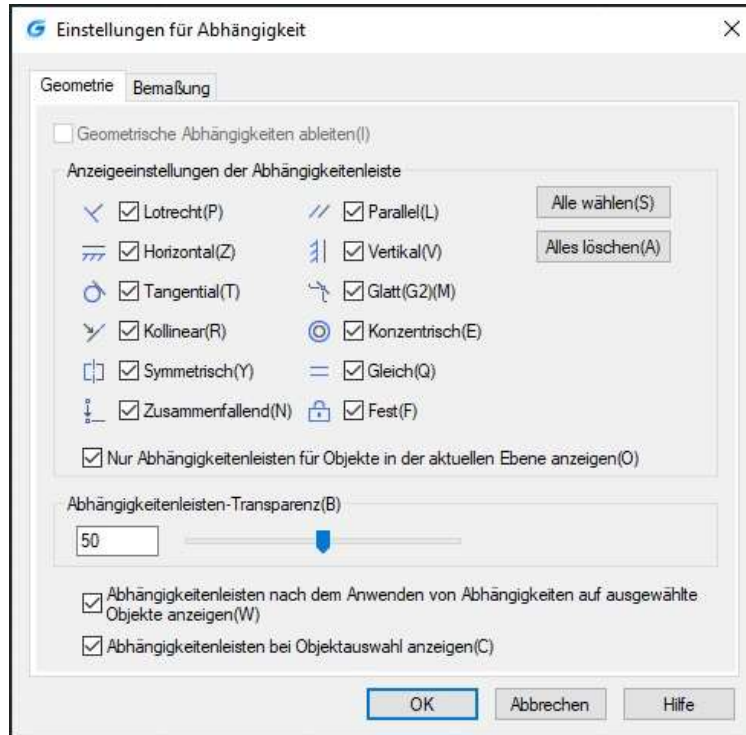 Einstellungen für Abhängigkeit
Geometrie Bemaßung
Geometrische Abhängigkeiten ableiten(I)
Anzeigeeinstellungen der Abhängigkeitenleiste
Lotrecht(P) Parallel(L) Alle wählen(S)
Horizontal(Z) Vertikal(V) Alles löschen(A)
Tangential(T) Glatt(G2)(M)
Kollinear(R) Konzentrisch(E)
Symmetrisch(Y) Gleich(Q)
Zusammenfallend(N) Fest(F)
Nur Abhängigkeitenleisten für Objekte in der aktuellen Ebene anzeigen(O)
Abhängigkeitenleisten-Transparenz(B)
50
Abhängigkeitenleisten nach dem Anwenden von Abhängigkeiten auf ausgewählte
Objekte anzeigen(W)
Abhängigkeitenleisten bei Objektauswahl anzeigen(C)
OK Abbrechen Hilfe